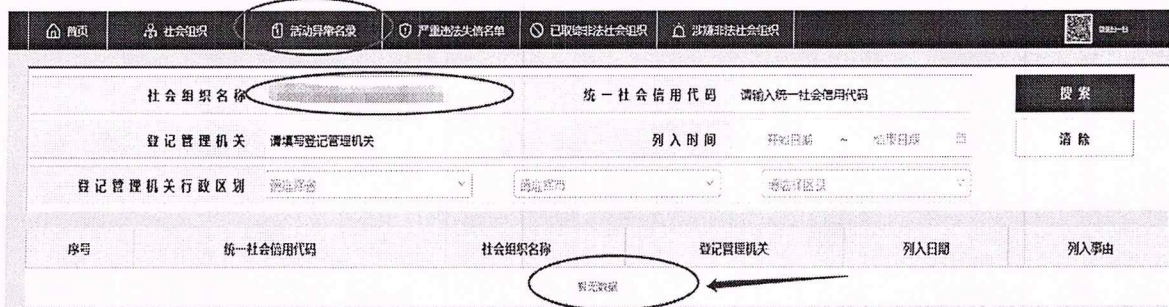 首页 社会组织 活动异常名录 严重违法失信名单 已取缔非法社会组织 涉嫌非法社会组织
社会组织名称 统一社会信用代码 请输入统一社会信用代码 搜索
登记管理机关 请填写登记管理机关 列入时间 开始日期 ~ 结束日期 清除
登记管理机关行政区划 请选择省 请选择市 请选择区县
序号 统一社会信用代码 社会组织名称 登记管理机关 列入日期 列入事由
暂无数据